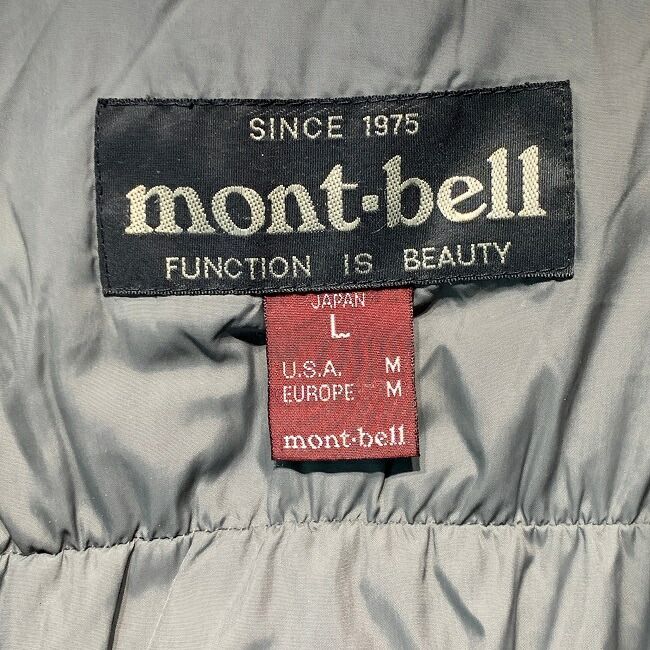 SINCE 1975
mont-bell
FUNCTION IS BEAUTY
JAPAN
L
U.S.A. M
EUROPE M
mont-bell